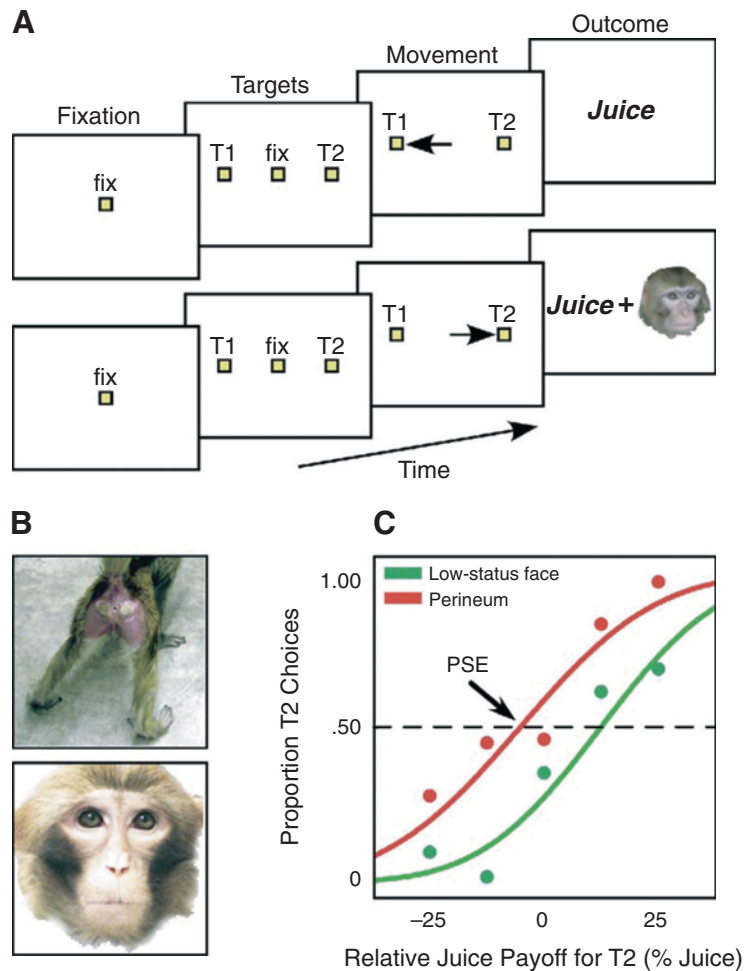 A
Fixation
Targets
Movement
Outcome
fix
T1 fix T2
T1 T2
Juice
fix
T1 fix T2
T1 T2
Juice +
Time
B
C
Low-status face
Perineum
PSE
1.00
.50
0
Proportion T2 Choices
–25 0 25
Relative Juice Payoff for T2 (% Juice)